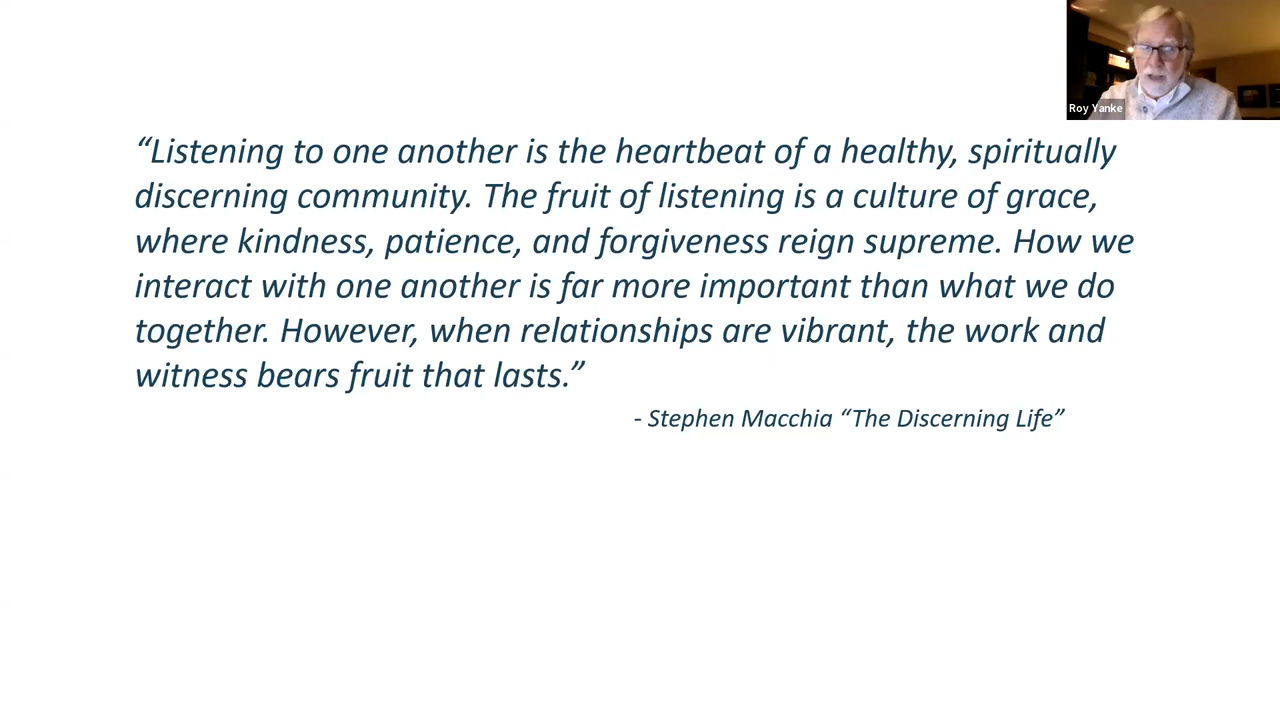 Roy Yanke
“Listening to one another is the heartbeat of a healthy, spiritually
discerning community. The fruit of listening is a culture of grace,
where kindness, patience, and forgiveness reign supreme. How we
interact with one another is far more important than what we do
together. However, when relationships are vibrant, the work and
witness bears fruit that lasts.”
- Stephen Macchia “The Discerning Life”